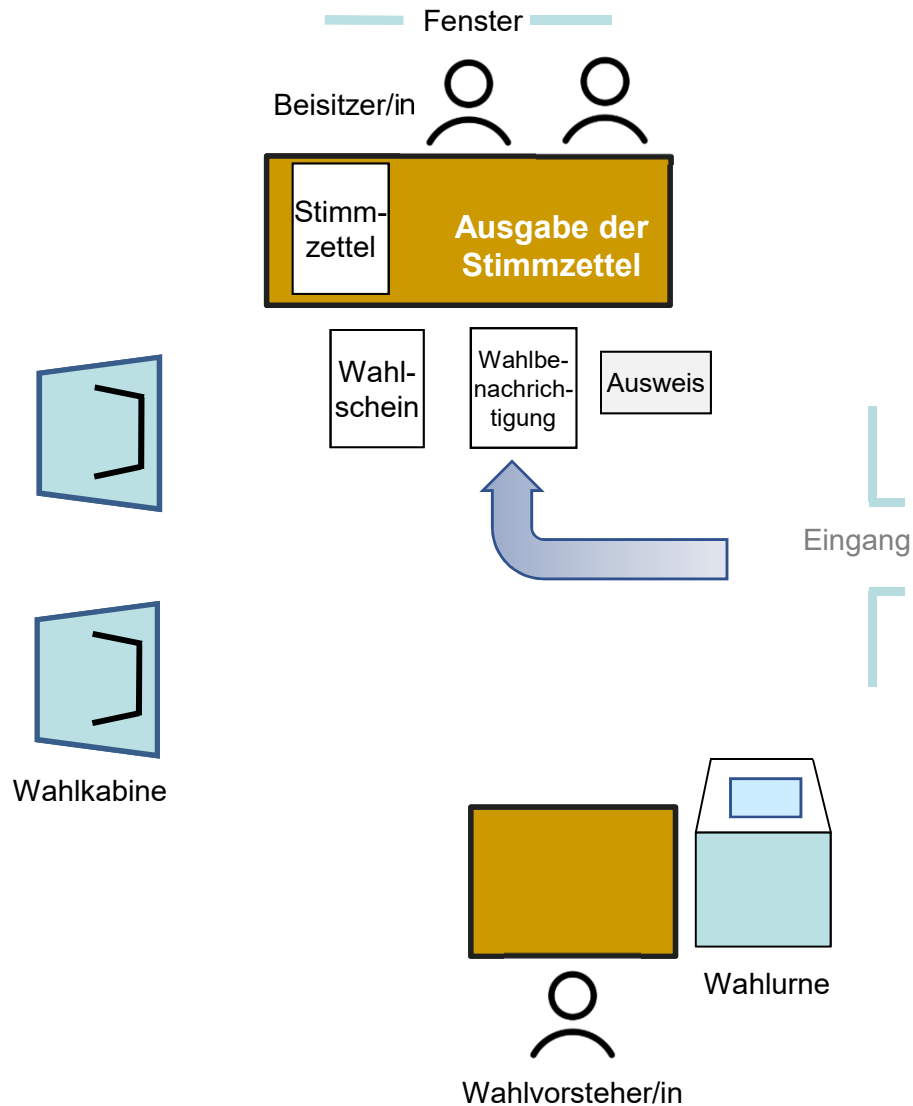 Fenster
Beisitzer/in
Stimm-
zettel
Ausgabe der
Stimmzettel
Wahl-
schein
Wahlbe-
nachrich-
tigung
Ausweis
Eingang
Wahlkabine
Wahlurne
Wahlvorsteher/in